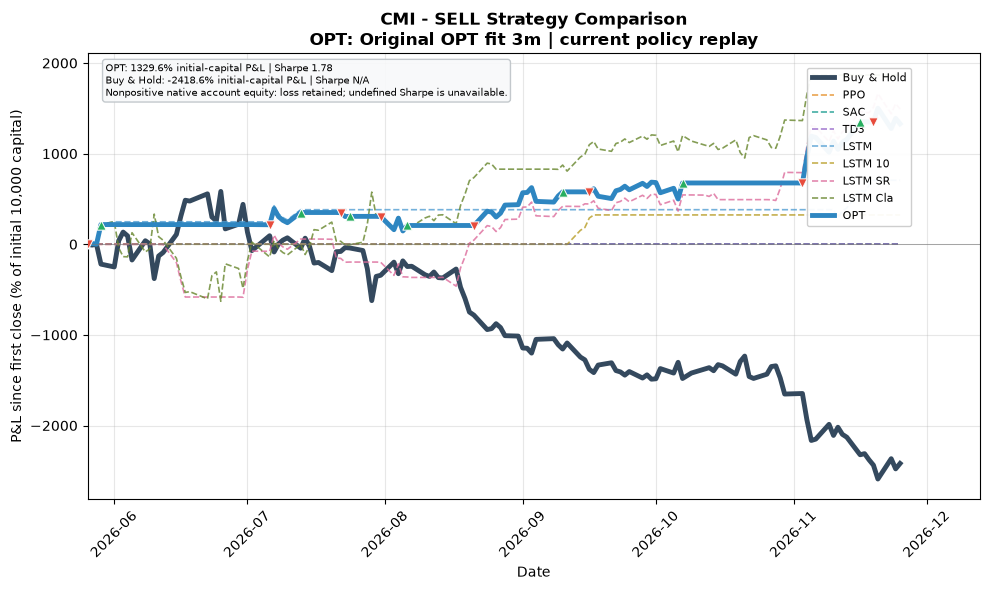 CMI - SELL Strategy Comparison
OPT: Original OPT fit 3m | current policy replay
OPT: 1329.6% initial-capital P&L | Sharpe 1.78
Buy & Hold: -2418.6% initial-capital P&L | Sharpe N/A
Nonpositive native account equity: loss retained; undefined Sharpe is unavailable.
Buy & Hold
PPO
SAC
TD3
LSTM
LSTM 10
LSTM SR
LSTM Cla
OPT
P&L since first close (% of initial 10,000 capital)
2000
1000
0
−1000
−2000
2026-06
2026-07
2026-08
2026-09
2026-10
2026-11
2026-12
Date